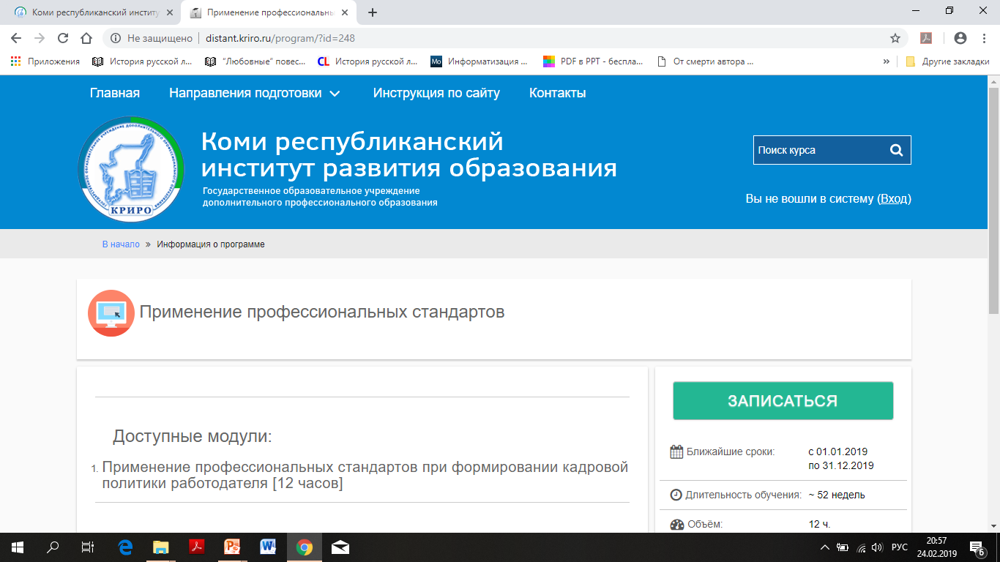 Коми республиканский институт
Применение профессиональны
Не защищено
distant.kriro.ru/program/?id=248
Приложения
История русской л...
"Любовные" повес...
CL
История русской л...
Mo
Информатизация ...
PDF в PPT - беспла...
От смерти автора ...
»
Другие закладки
Главная
Направления подготовки
Инструкция по сайту
Контакты
КРИРО
Коми республиканский
институт развития образования
Государственное образовательное учреждение
дополнительного профессионального образования
Поиск курса
Вы не вошли в систему (Вход)
В начало » Информация о программе
Применение профессиональных стандартов
Доступные модули:
1. Применение профессиональных стандартов при формировании кадровой
политики работодателя [12 часов]
ЗАПИСАТЬСЯ
Ближайшие сроки: с 01.01.2019
по 31.12.2019
Длительность обучения: ~ 52 недель
Объём: 12 ч.
РУС
20:57
24.02.2019
6